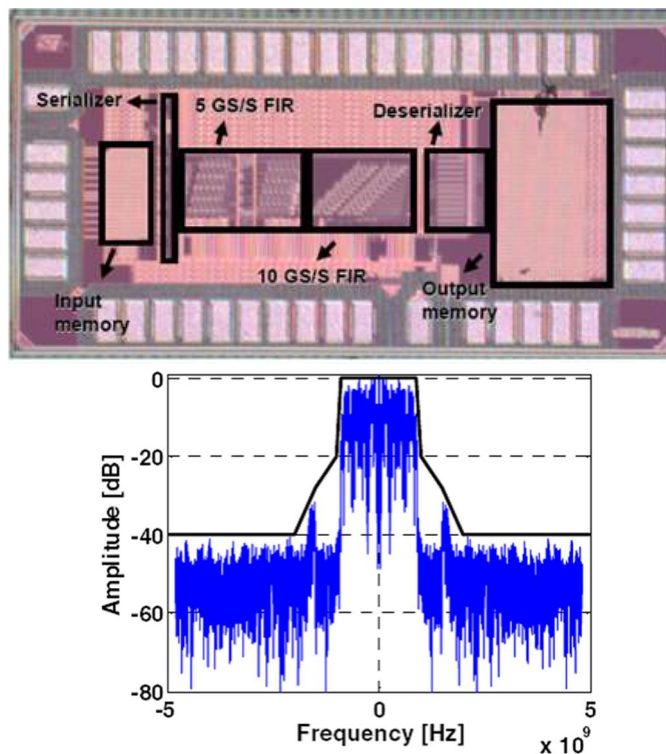 Serializer
5 GS/S FIR
Deserializer
10 GS/S FIR
Input
memory
Output
memory
0
-20
-40
-60
-80
Amplitude [dB]
-5
0
5
Frequency [Hz]
x 10^9